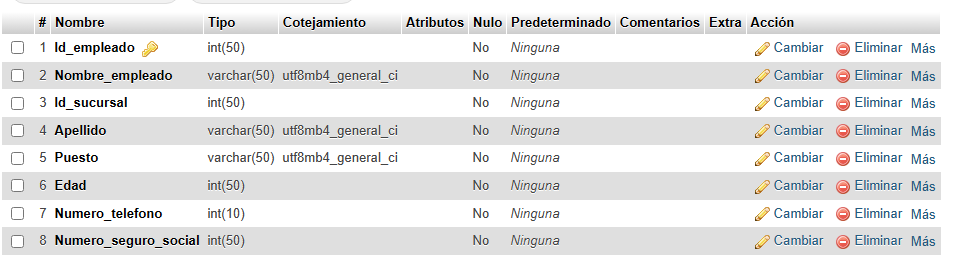 # Nombre Tipo Cotejamiento Atributos Nulo Predeterminado Comentarios Extra Acción
1 Id_empleado int(50) No Ninguna Cambiar Eliminar Más
2 Nombre_empleado varchar(50) utf8mb4_general_ci No Ninguna Cambiar Eliminar Más
3 Id_sucursal int(50) No Ninguna Cambiar Eliminar Más
4 Apellido varchar(50) utf8mb4_general_ci No Ninguna Cambiar Eliminar Más
5 Puesto varchar(50) utf8mb4_general_ci No Ninguna Cambiar Eliminar Más
6 Edad int(50) No Ninguna Cambiar Eliminar Más
7 Numero_telefono int(10) No Ninguna Cambiar Eliminar Más
8 Numero_seguro_social int(50) No Ninguna Cambiar Eliminar Más